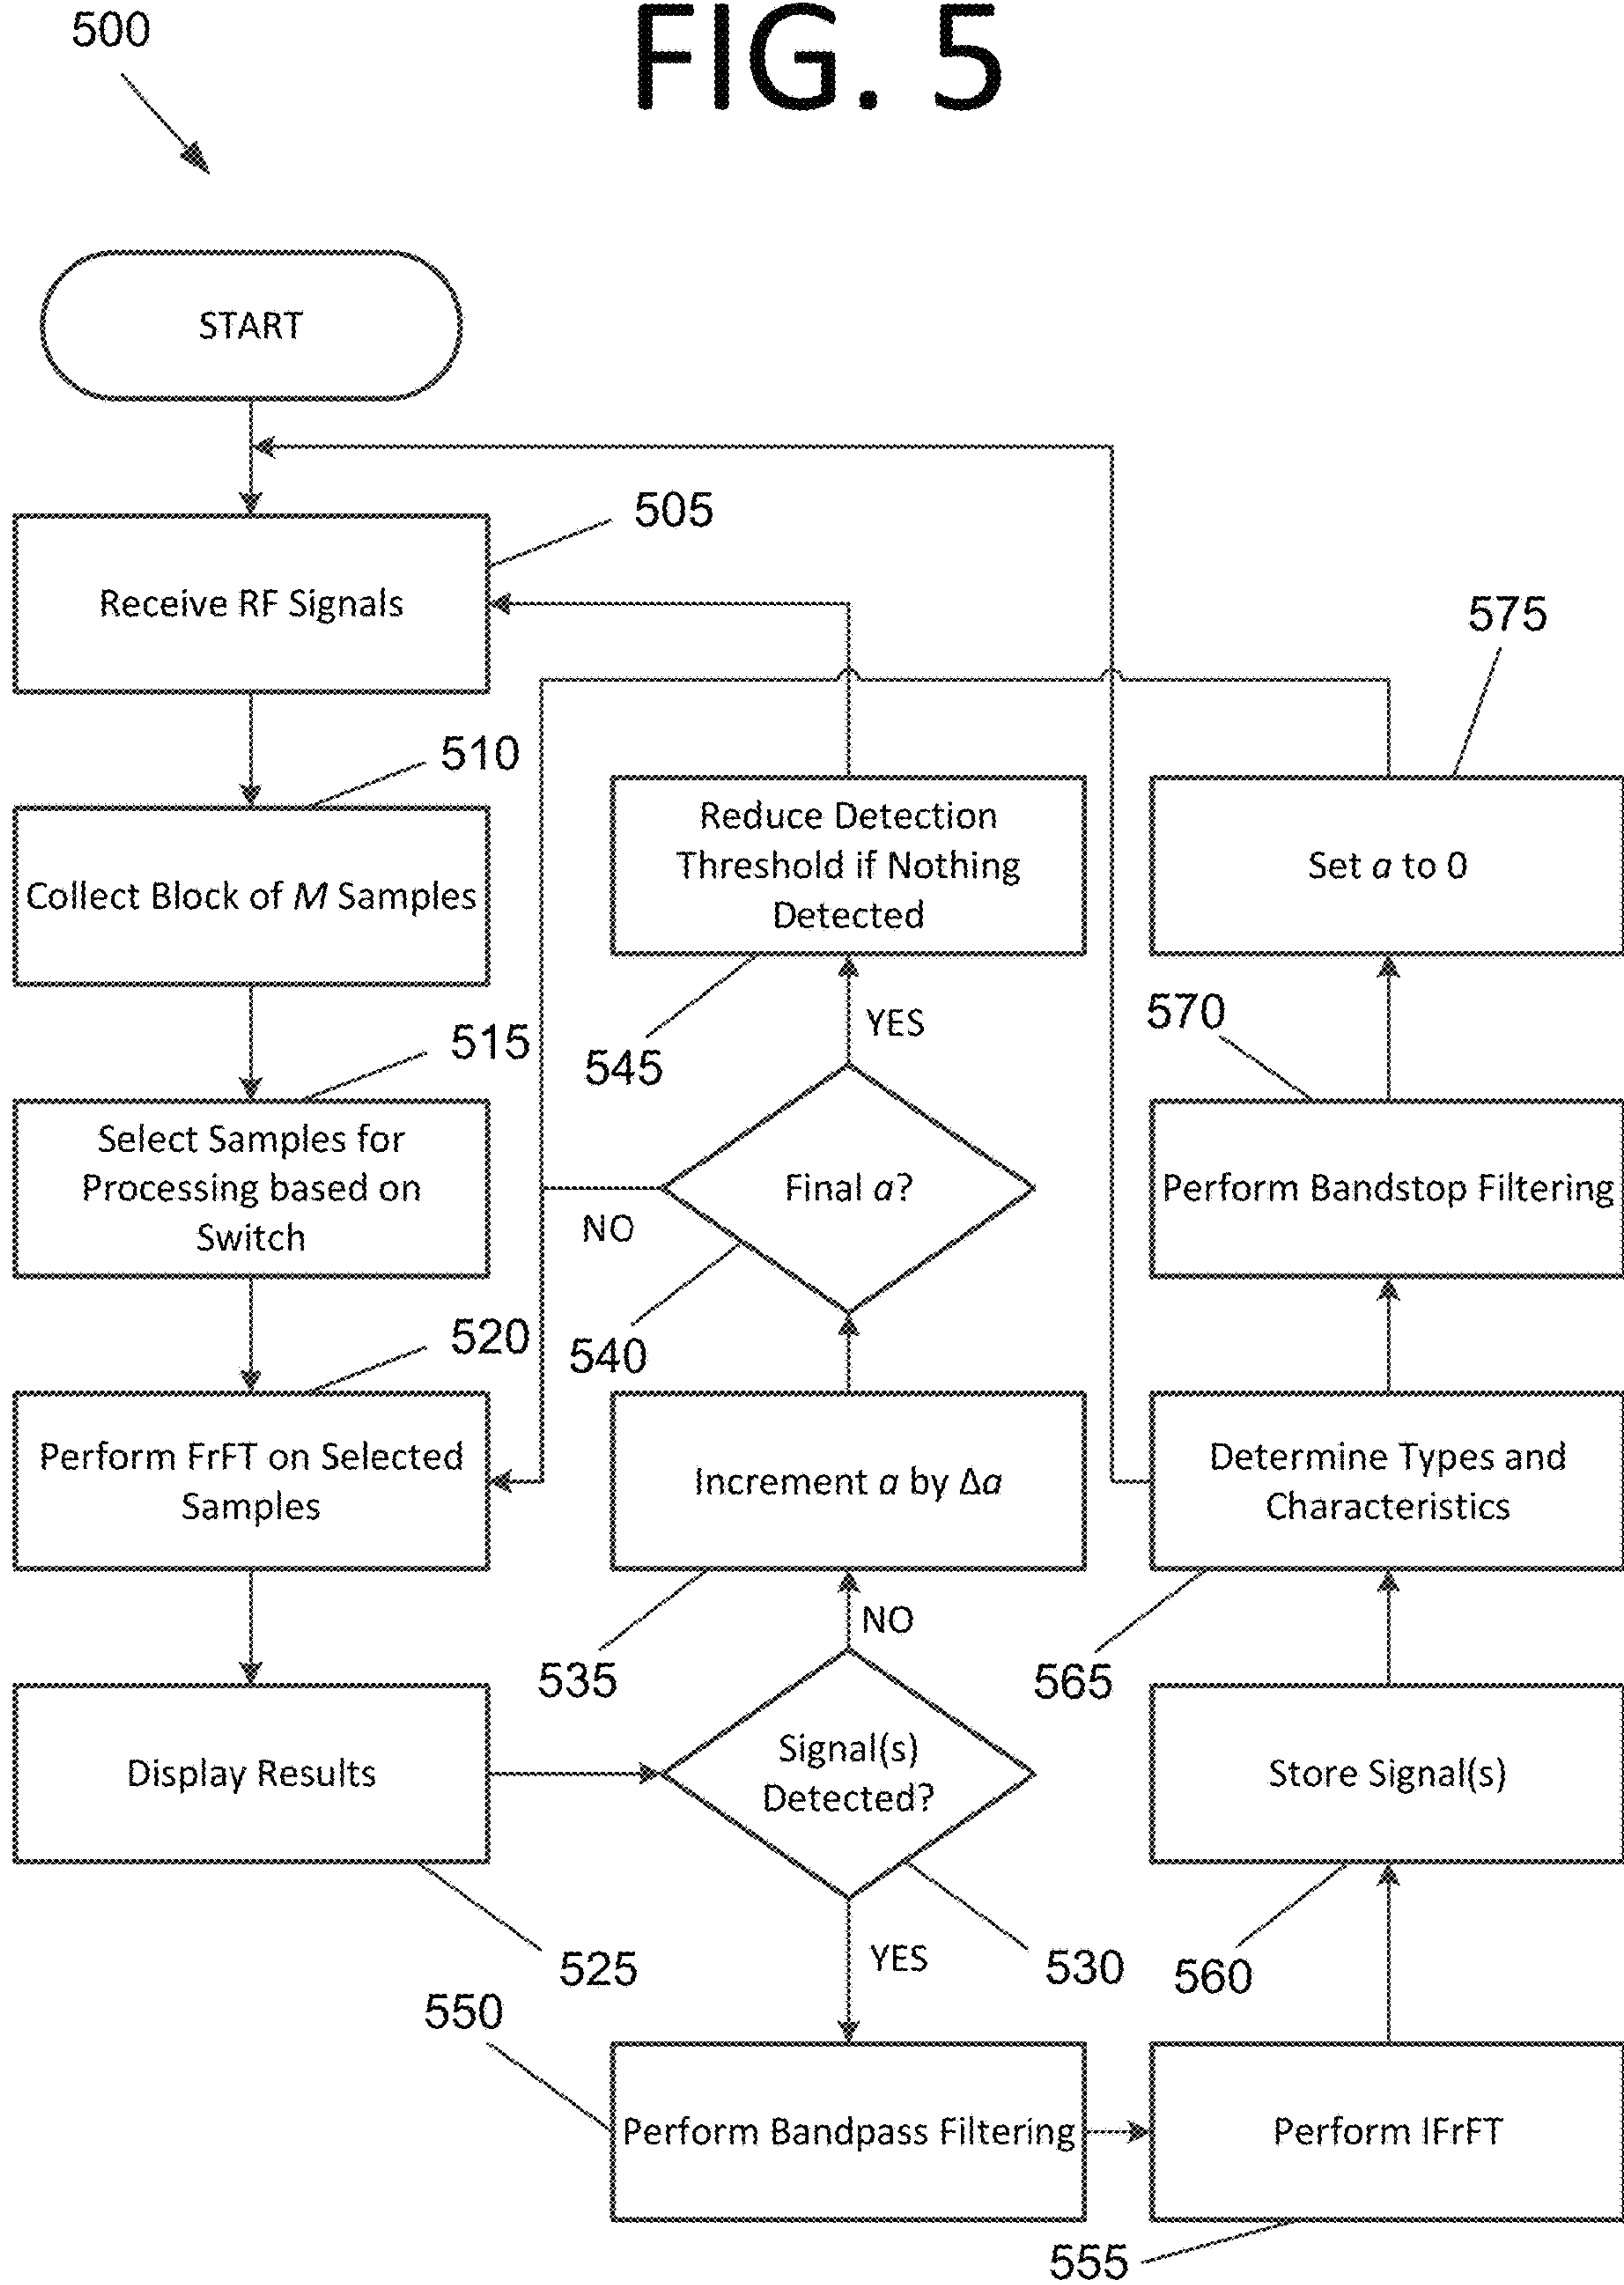 FIG. 5
500
START
505
Receive RF Signals
510
Collect Block of M Samples
515
Select Samples for
Processing based on
Switch
520
Perform FrFT on Selected
Samples
Display Results
525
Signal(s)
Detected?
530
NO
YES
Increment a by Δa
535
Final a?
540
NO
YES
Reduce Detection
Threshold if Nothing
Detected
545
550
Perform Bandpass Filtering
Perform IFrFT
555
Store Signal(s)
560
Determine Types and
Characteristics
565
Perform Bandstop Filtering
570
Set a to 0
575